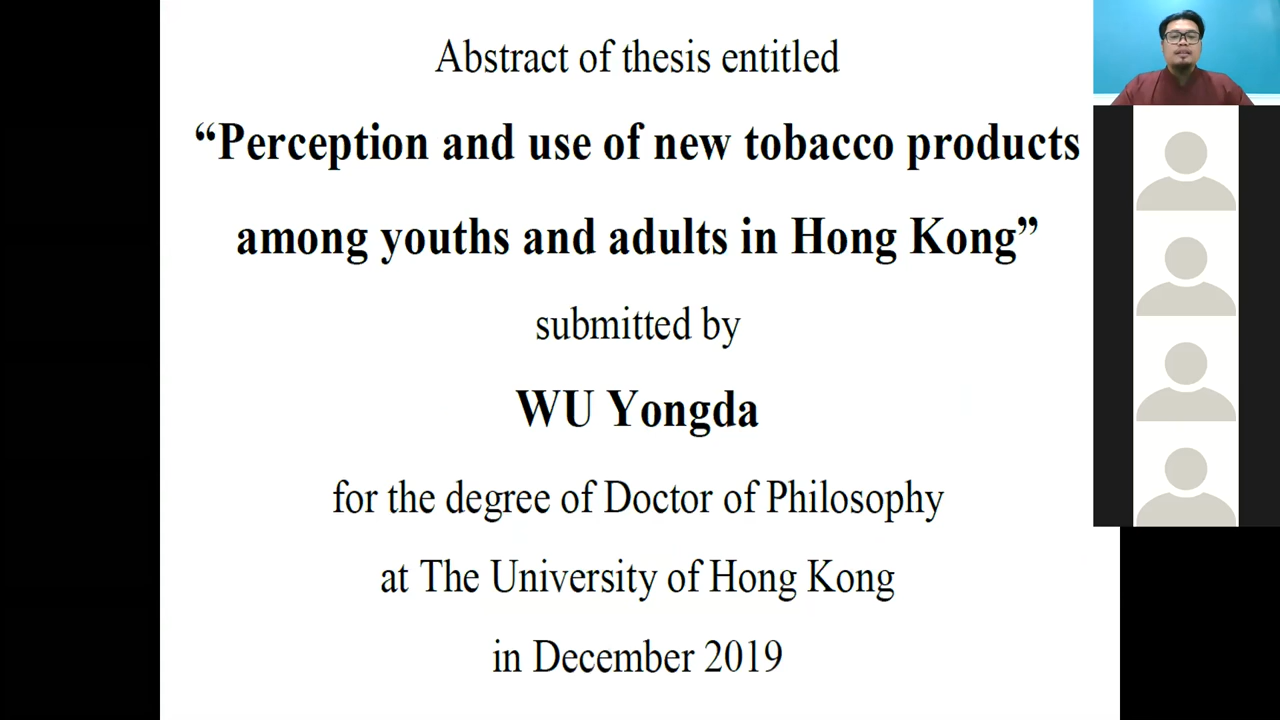 Abstract of thesis entitled
“Perception and use of new tobacco products
among youths and adults in Hong Kong”
submitted by
WU Yongda
for the degree of Doctor of Philosophy
at The University of Hong Kong
in December 2019